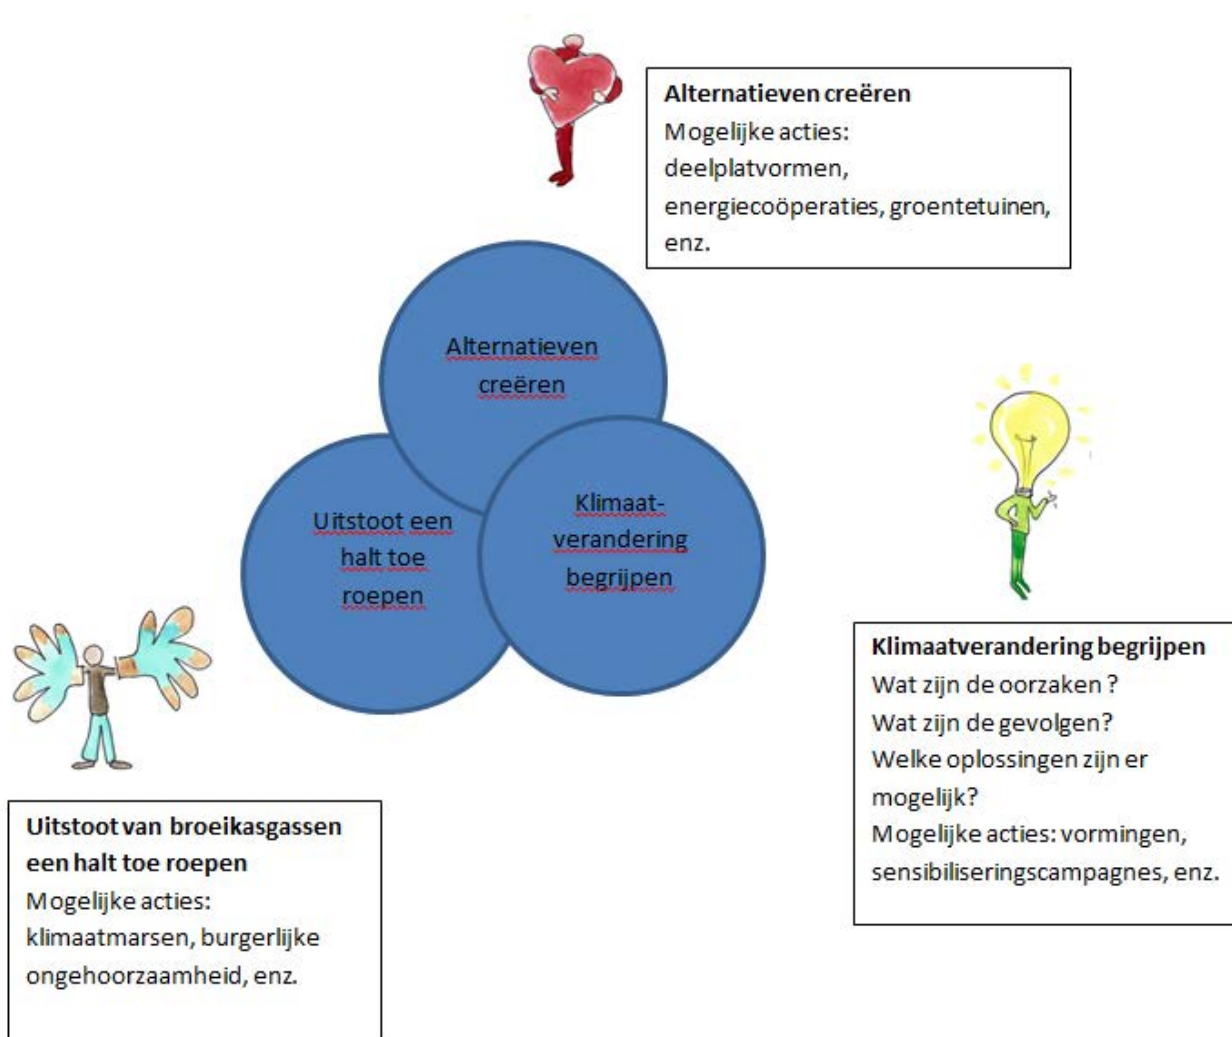 Alternatieven creëren
Mogelijke acties:
deelplatvormen,
energiecoöperaties, groentetuinen,
enz.
Alternatieven
creëren
Klimaat-
verandering
begrijpen
Uitstoot een
halt toe
roepen
Klimaatverandering begrijpen
Wat zijn de oorzaken ?
Wat zijn de gevolgen?
Welke oplossingen zijn er
mogelijk?
Mogelijke acties: vormingen,
sensibiliseringscampagnes, enz.
Uitstoot van broeikasgassen
een halt toe roepen
Mogelijke acties:
klimaatmarsen, burgerlijke
ongehoorzaamheid, enz.